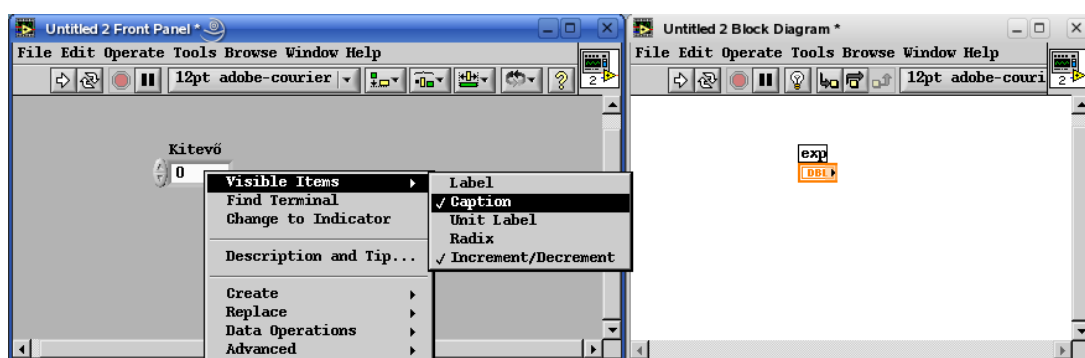 Untitled 2 Front Panel *
File Edit Operate Tools Browse Window Help
12pt adobe-courier
2
Kitevő
0
Visible Items
Find Terminal
Change to Indicator
Description and Tip...
Create
Replace
Data Operations
Advanced
Label
Caption
Unit Label
Radix
Increment/Decrement
Untitled 2 Block Diagram *
File Edit Operate Tools Browse Window Help
12pt adobe-couri
2
exp
DBL